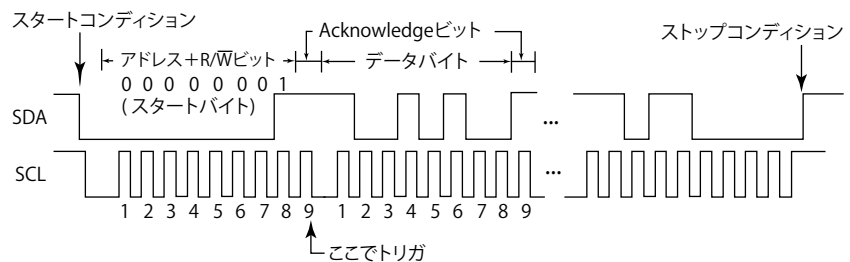 スタートコンディション
Acknowledgeビット
ストップコンディション
アドレス+R/W̅ビット
データバイト
0 0 0 0 0 0 0 1
(スタートバイト)
SDA
...
SCL
...
1 2 3 4 5 6 7 8 9 1 2 3 4 5 6 7 8 9
ここでトリガ